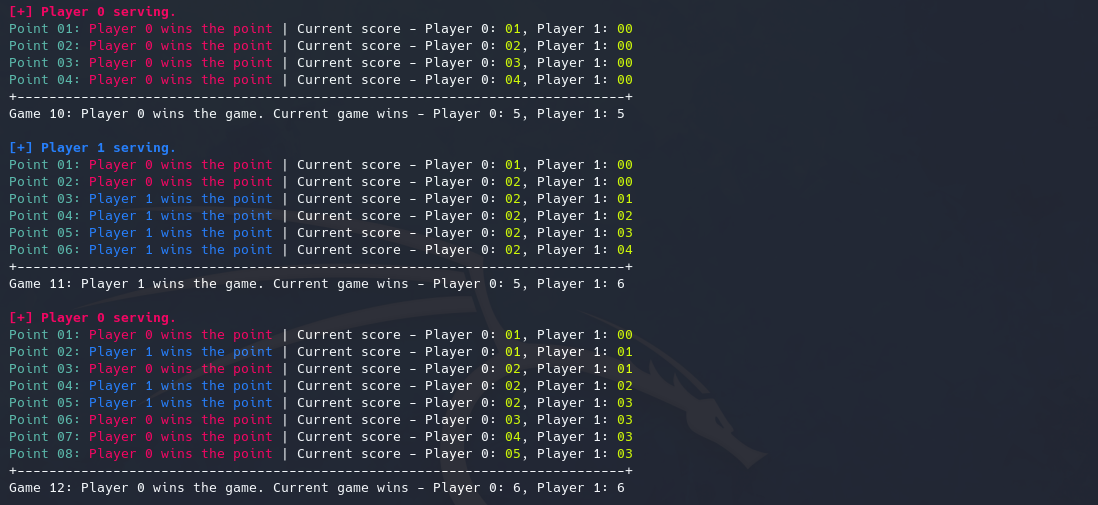 [+] Player 0 serving.
Point 01: Player 0 wins the point | Current score - Player 0: 01, Player 1: 00
Point 02: Player 0 wins the point | Current score - Player 0: 02, Player 1: 00
Point 03: Player 0 wins the point | Current score - Player 0: 03, Player 1: 00
Point 04: Player 0 wins the point | Current score - Player 0: 04, Player 1: 00
+----------------------------------------------------------------------------+
Game 10: Player 0 wins the game. Current game wins - Player 0: 5, Player 1: 5
[+] Player 1 serving.
Point 01: Player 0 wins the point | Current score - Player 0: 01, Player 1: 00
Point 02: Player 0 wins the point | Current score - Player 0: 02, Player 1: 00
Point 03: Player 1 wins the point | Current score - Player 0: 02, Player 1: 01
Point 04: Player 1 wins the point | Current score - Player 0: 02, Player 1: 02
Point 05: Player 1 wins the point | Current score - Player 0: 02, Player 1: 03
Point 06: Player 1 wins the point | Current score - Player 0: 02, Player 1: 04
+----------------------------------------------------------------------------+
Game 11: Player 1 wins the game. Current game wins - Player 0: 5, Player 1: 6
[+] Player 0 serving.
Point 01: Player 0 wins the point | Current score - Player 0: 01, Player 1: 00
Point 02: Player 1 wins the point | Current score - Player 0: 01, Player 1: 01
Point 03: Player 0 wins the point | Current score - Player 0: 02, Player 1: 01
Point 04: Player 1 wins the point | Current score - Player 0: 02, Player 1: 02
Point 05: Player 1 wins the point | Current score - Player 0: 02, Player 1: 03
Point 06: Player 0 wins the point | Current score - Player 0: 03, Player 1: 03
Point 07: Player 0 wins the point | Current score - Player 0: 04, Player 1: 03
Point 08: Player 0 wins the point | Current score - Player 0: 05, Player 1: 03
+----------------------------------------------------------------------------+
Game 12: Player 0 wins the game. Current game wins - Player 0: 6, Player 1: 6